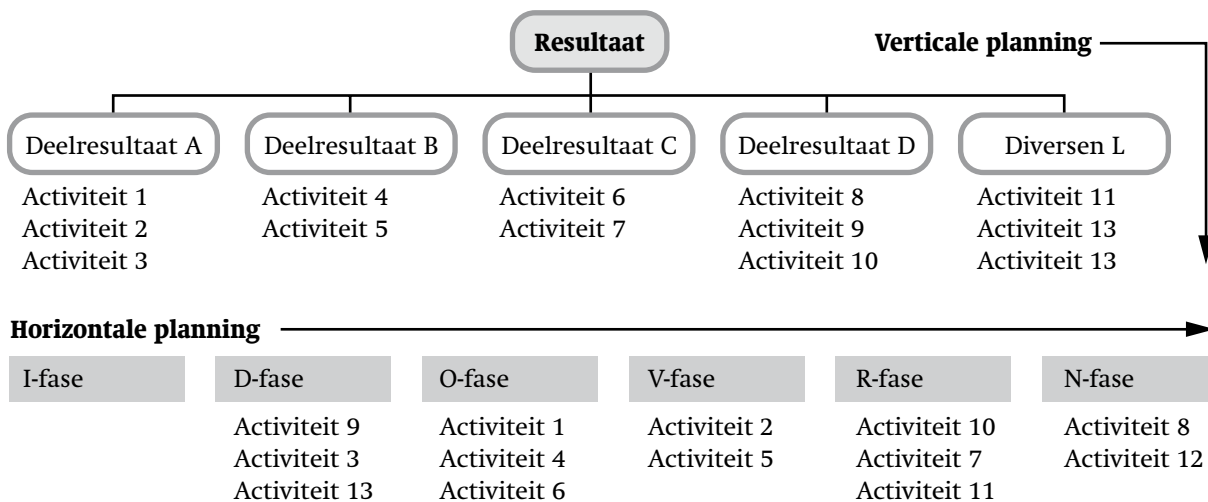 Resultaat
Verticale planning
Deelresultaat A
Deelresultaat B
Deelresultaat C
Deelresultaat D
Diversen L
Activiteit 1
Activiteit 2
Activiteit 3
Activiteit 4
Activiteit 5
Activiteit 6
Activiteit 7
Activiteit 8
Activiteit 9
Activiteit 10
Activiteit 11
Activiteit 13
Activiteit 13
Horizontale planning
I-fase
D-fase
O-fase
V-fase
R-fase
N-fase
Activiteit 9
Activiteit 3
Activiteit 13
Activiteit 1
Activiteit 4
Activiteit 6
Activiteit 2
Activiteit 5
Activiteit 10
Activiteit 7
Activiteit 11
Activiteit 8
Activiteit 12